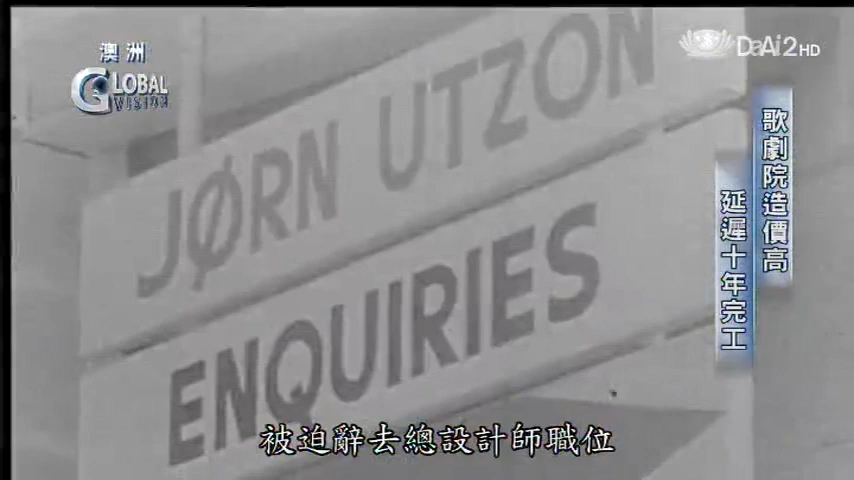 澳洲
GLOBAL
VISION
DaAi2 HD
JØRN UTZON
ENQUIRIES
歌劇院造價高
延遲十年完工
被迫辭去總設計師職位